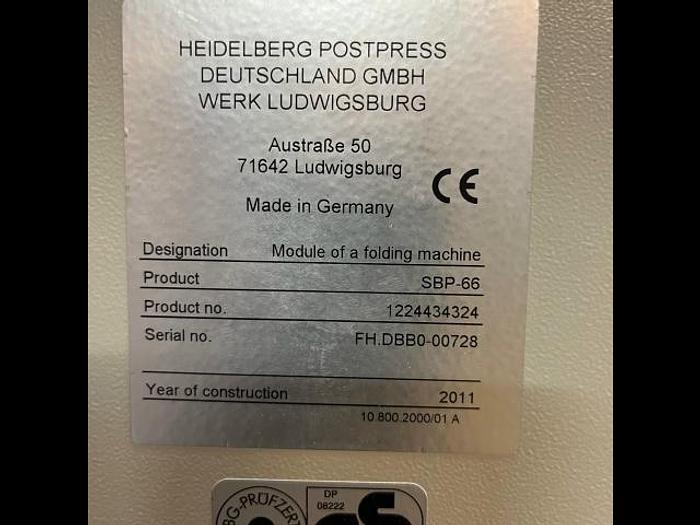 HEIDELBERG POSTPRESS
DEUTSCHLAND GMBH
WERK LUDWIGSBURG
Austraße 50
71642 Ludwigsburg
CE
Made in Germany
Designation Module of a folding machine
Product SBP-66
Product no. 1224434324
Serial no. FH.DBB0-00728
Year of construction 2011
10.800.2000/01 A
DP
08222